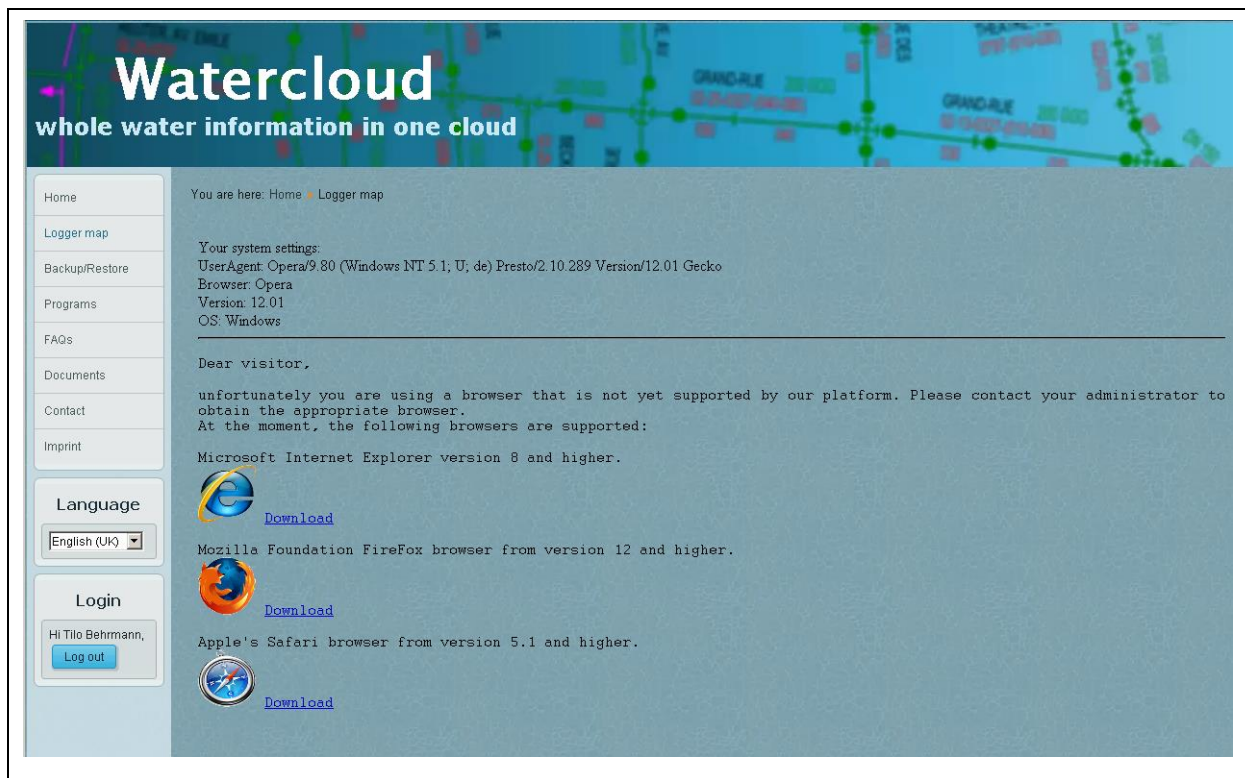 Watercloud
whole water information in one cloud
GRAND-RUE
GRAND-RUE
Home
Logger map
Backup/Restore
Programs
FAQs
Documents
Contact
Imprint
Language
English (UK)
Login
Hi Tilo Behrmann,
Log out
You are here: Home Logger map
Your system settings:
UserAgent: Opera/9.80 (Windows NT 5.1; U; de) Presto/2.10.289 Version/12.01 Gecko
Browser: Opera
Version: 12.01
OS: Windows
Dear visitor,
unfortunately you are using a browser that is not yet supported by our platform. Please contact your administrator to
obtain the appropriate browser.
At the moment, the following browsers are supported:
Microsoft Internet Explorer version 8 and higher.
Download
Mozilla Foundation FireFox browser from version 12 and higher.
Download
Apple's Safari browser from version 5.1 and higher.
Download